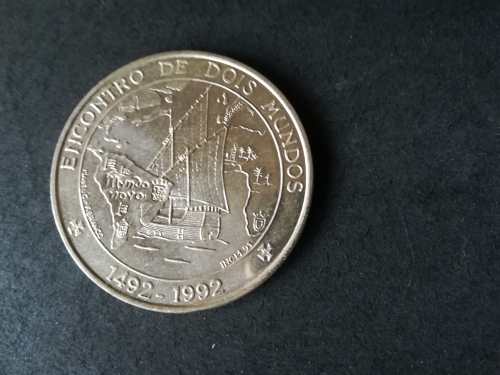 ENCONTRO DE DOIS MUNDOS
Mundo
novo
1492-1992